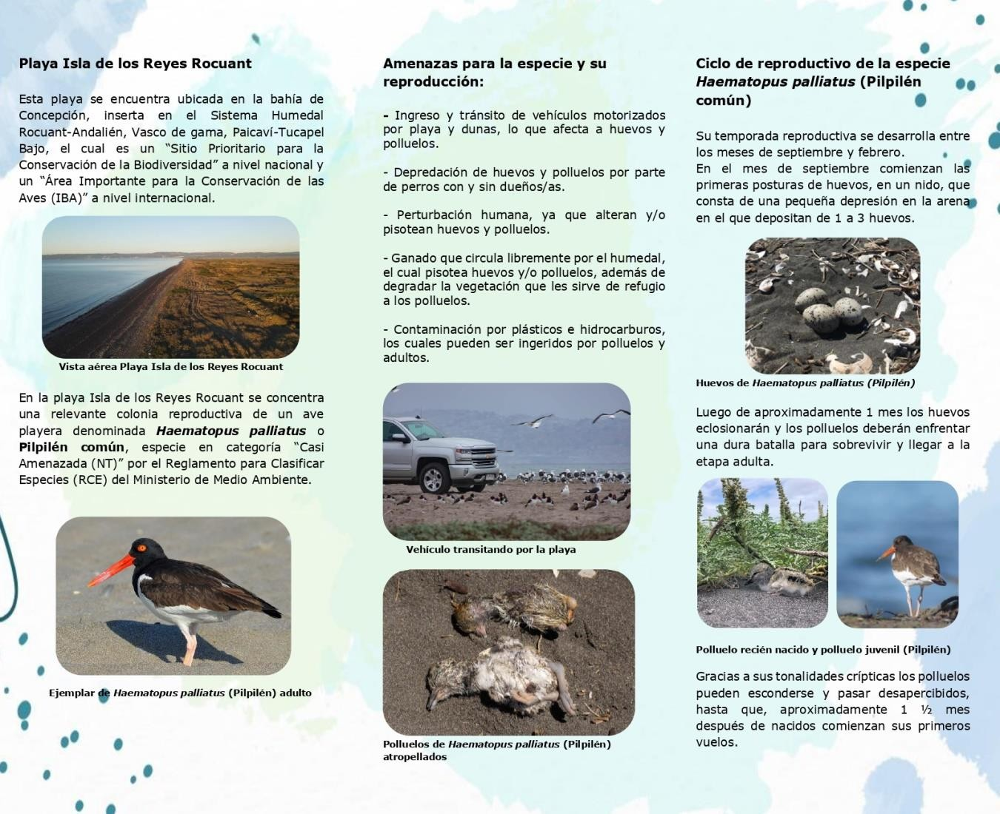 Playa Isla de los Reyes Rocuant
Esta playa se encuentra ubicada en la bahía de
Concepción, inserta en el Sistema Humedal
Rocuant-Andalién, Vasco de gama, Paicaví-Tucapel
Bajo, el cual es un “Sitio Prioritario para la
Conservación de la Biodiversidad” a nivel nacional y
un “Área Importante para la Conservación de las
Aves (IBA)” a nivel internacional.
Vista aérea Playa Isla de los Reyes Rocuant
En la playa Isla de los Reyes Rocuant se concentra
una relevante colonia reproductiva de un ave
playera denominada Haematopus palliatus o
Pilpilén común, especie en categoría “Casi
Amenazada (NT)” por el Reglamento para Clasificar
Especies (RCE) del Ministerio de Medio Ambiente.
Ejemplar de Haematopus palliatus (Pilpilén) adulto
Amenazas para la especie y su
reproducción:
- Ingreso y tránsito de vehículos motorizados
por playa y dunas, lo que afecta a huevos y
polluelos.
- Depredación de huevos y polluelos por parte
de perros con y sin dueños/as.
- Perturbación humana, ya que alteran y/o
pisotean huevos y polluelos.
- Ganado que circula libremente por el humedal,
el cual pisotea huevos y/o polluelos, además de
degradar la vegetación que les sirve de refugio
a los polluelos.
- Contaminación por plásticos e hidrocarburos,
los cuales pueden ser ingeridos por polluelos y
adultos.
Vehículo transitando por la playa
Polluelos de Haematopus palliatus (Pilpilén)
atropellados
Ciclo de reproductivo de la especie
Haematopus palliatus (Pilpilén
común)
Su temporada reproductiva se desarrolla entre
los meses de septiembre y febrero.
En el mes de septiembre comienzan las
primeras posturas de huevos, en un nido, que
consta de una pequeña depresión en la arena
en el que depositan de 1 a 3 huevos.
Huevos de Haematopus palliatus (Pilpilén)
Luego de aproximadamente 1 mes los huevos
eclosionarán y los polluelos deberán enfrentar
una dura batalla para sobrevivir y llegar a la
etapa adulta.
Polluelo recién nacido y polluelo juvenil (Pilpilén)
Gracias a sus tonalidades crípticas los polluelos
pueden esconderse y pasar desapercibidos,
hasta que, aproximadamente 1 ½ mes
después de nacidos comienzan sus primeros
vuelos.